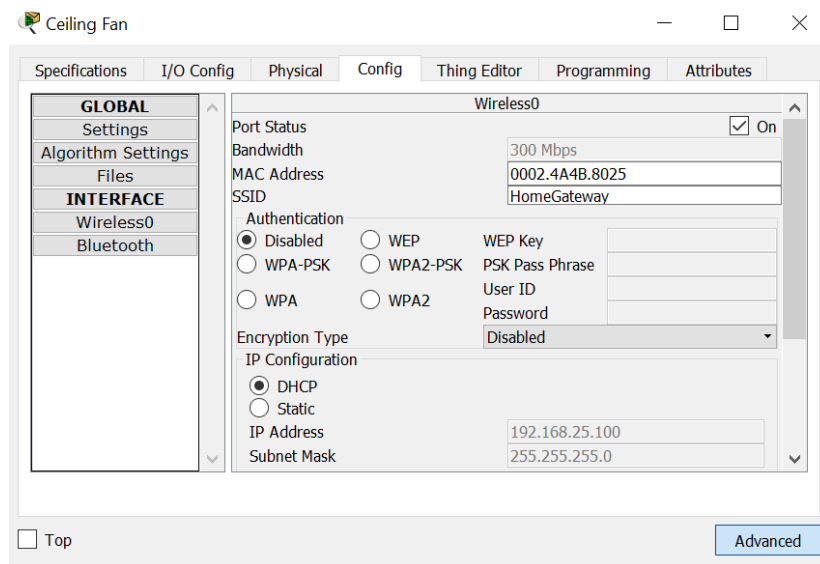 Ceiling Fan
Specifications I/O Config Physical Config Thing Editor Programming Attributes
GLOBAL
Settings
Algorithm Settings
Files
INTERFACE
Wireless0
Bluetooth
Wireless0
Port Status On
Bandwidth 300 Mbps
MAC Address 0002.4A4B.8025
SSID HomeGateway
Authentication
Disabled WEP WEP Key
WPA-PSK WPA2-PSK PSK Pass Phrase
User ID
WPA WPA2
Password
Encryption Type Disabled
IP Configuration
DHCP
Static
IP Address 192.168.25.100
Subnet Mask 255.255.255.0
Top Advanced